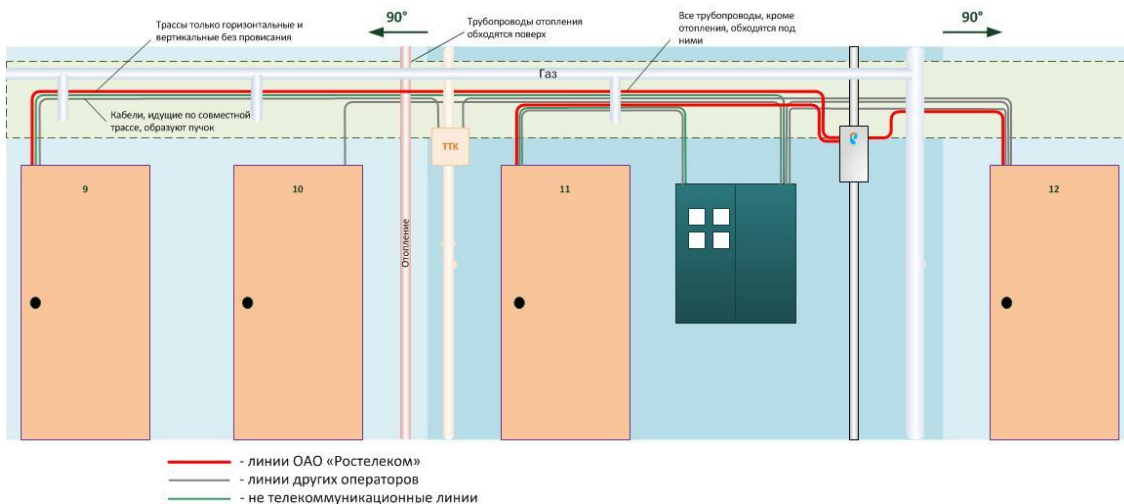 90°
90°
Трассы только горизонтальные и
вертикальные без провисания
Трубопроводы отопления
обходятся поверх
Все трубопроводы, кроме
отопления, обходятся под
ними
Газ
Кабели, идущие по совместной
трассе, образуют пучок
ТТК
9
10
11
12
Отопление
- линии ОАО «Ростелеком»
- линии других операторов
- не телекоммуникационные линии